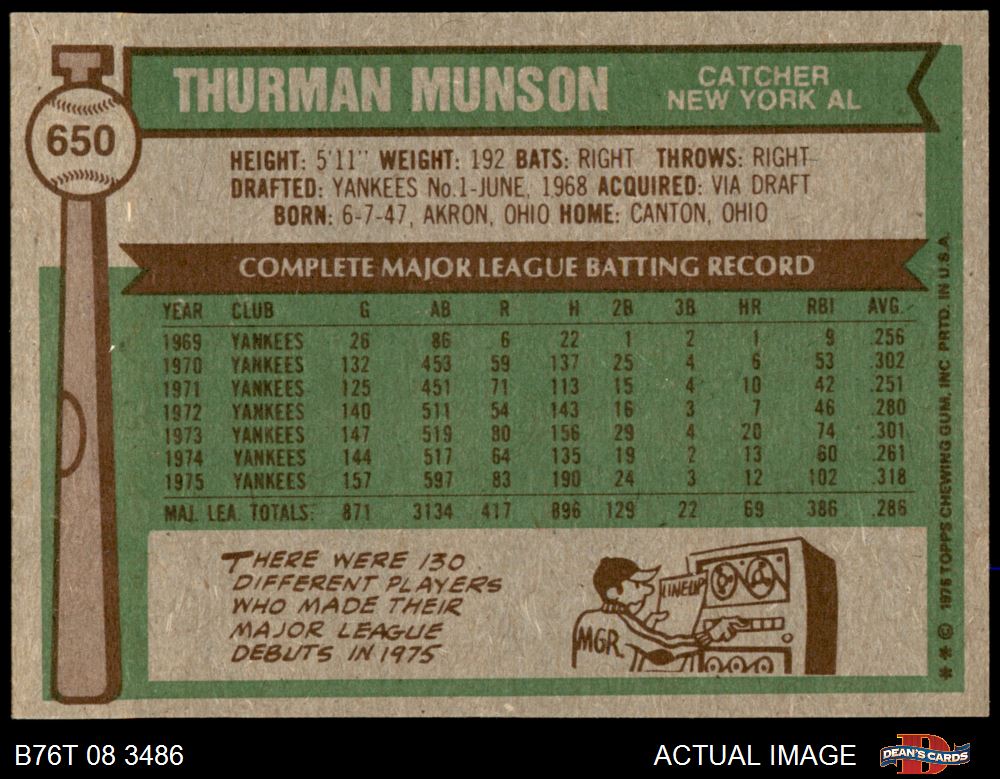 THURMAN MUNSON
CATCHER
NEW YORK AL
650
HEIGHT: 5'11" WEIGHT: 192 BATS: RIGHT THROWS: RIGHT
DRAFTED: YANKEES No.1-JUNE, 1968 ACQUIRED: VIA DRAFT
BORN: 6-7-47, AKRON, OHIO HOME: CANTON, OHIO
COMPLETE MAJOR LEAGUE BATTING RECORD
YEAR CLUB G AB R H 2B 3B HR RBI AVG.
1969 YANKEES 26 86 6 22 1 2 1 9 .256
1970 YANKEES 132 453 59 137 25 4 6 53 .302
1971 YANKEES 125 451 71 113 15 4 10 42 .251
1972 YANKEES 140 511 54 143 16 3 7 46 .280
1973 YANKEES 147 519 80 156 29 4 20 74 .301
1974 YANKEES 144 517 64 135 19 2 13 60 .261
1975 YANKEES 157 597 83 190 24 3 12 102 .318
MAJ. LEA. TOTALS: 871 3134 417 896 129 22 69 386 .286
THERE WERE 130
DIFFERENT PLAYERS
WHO MADE THEIR
MAJOR LEAGUE
DEBUTS IN 1975
LINEUP
MGR.
* * © 1976 TOPPS CHEWING GUM, INC PRTD. IN U.S.A.
B76T 08 3486
ACTUAL IMAGE
D
DEAN'S CARDS